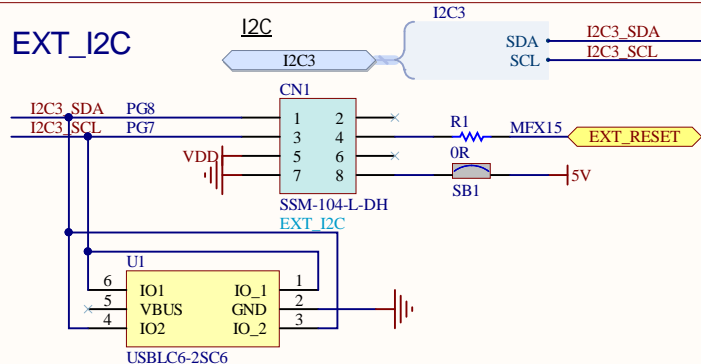 EXT_I2C
I2C
I2C3
I2C3
SDA
I2C3_SDA
SCL
I2C3_SCL
CN1
I2C3_SDA PG8 1 2
I2C3_SCL PG7 3 4 R1 0R MFX15 EXT_RESET
VDD 5 6
7 8 SB1 5V
SSM-104-L-DH
EXT_I2C
U1
6 IO1 IO_1 1
5 VBUS GND 2
4 IO2 IO_2 3
USBLC6-2SC6